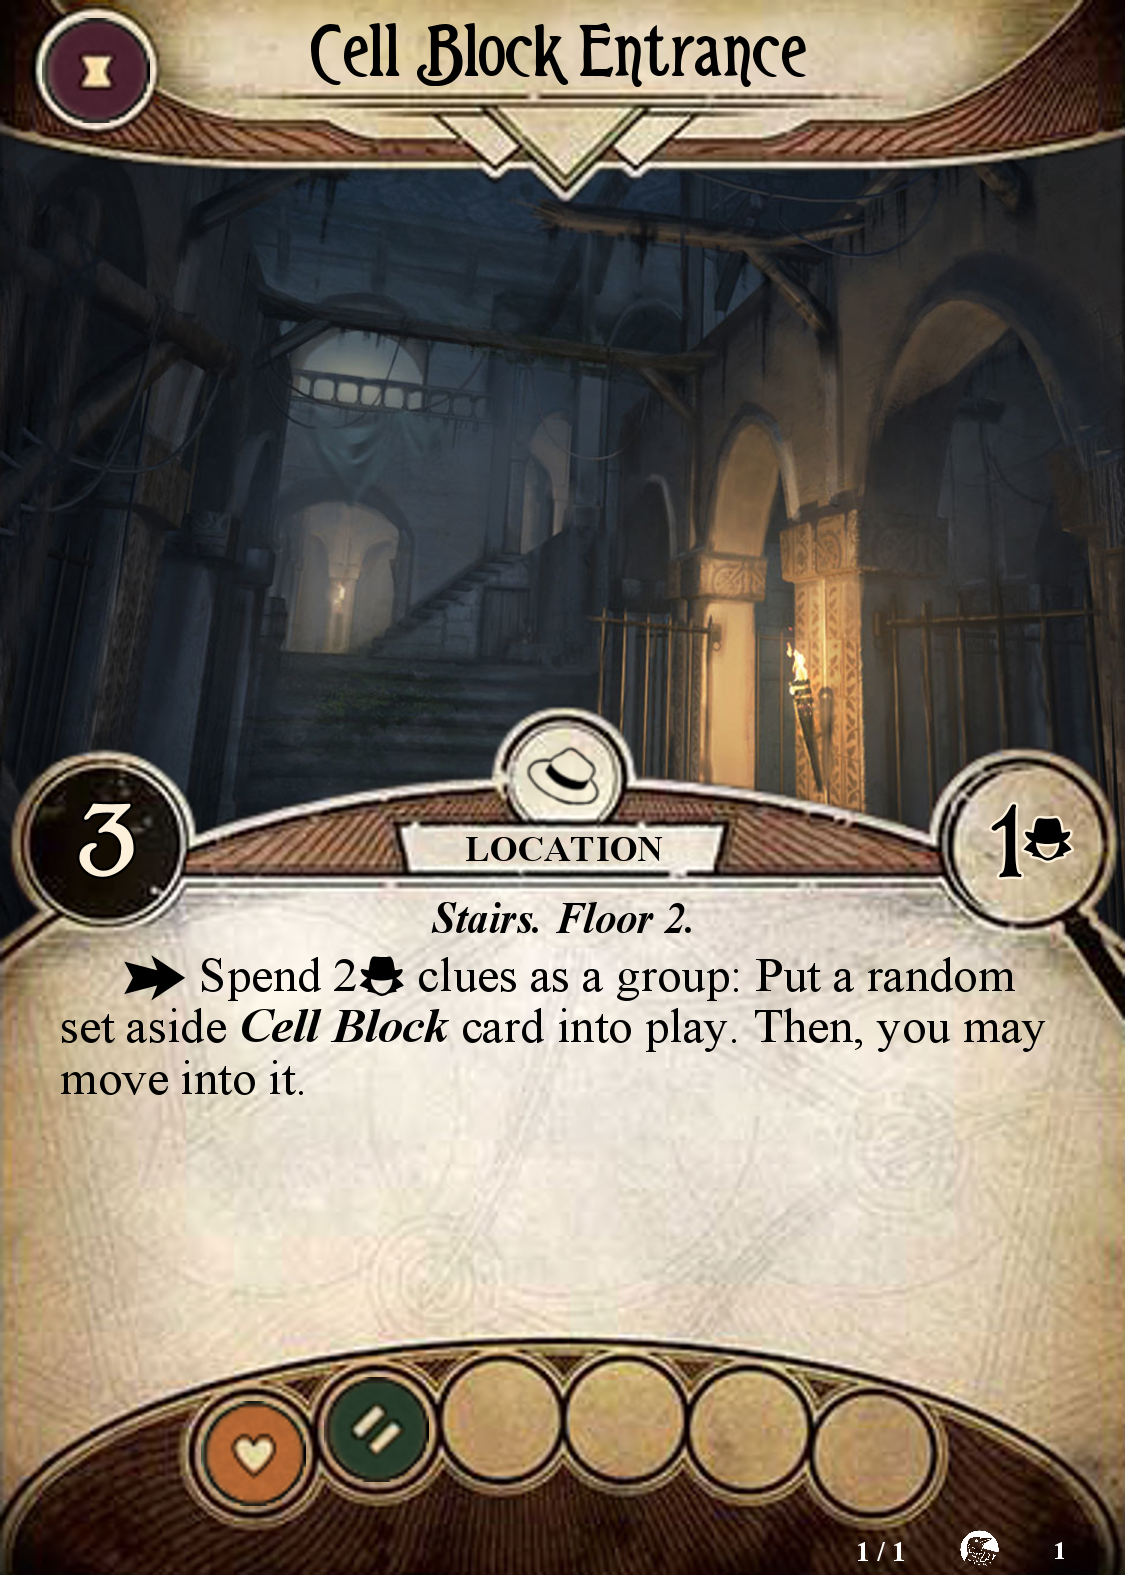 Cell Block Entrance
3
1
LOCATION
Stairs. Floor 2.
Spend 2 clues as a group: Put a random
set aside Cell Block card into play. Then, you may
move into it.
1 / 1
1